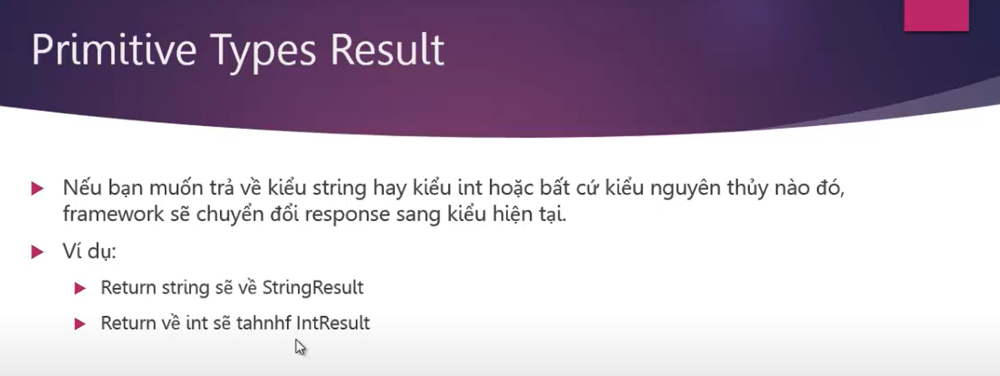 Primitive Types Result
Nếu bạn muốn trả về kiểu string hay kiểu int hoặc bất cứ kiểu nguyên thủy nào đó,
framework sẽ chuyển đổi response sang kiểu hiện tại.
Ví dụ:
Return string sẽ về StringResult
Return về int sẽ tahnhf IntResult